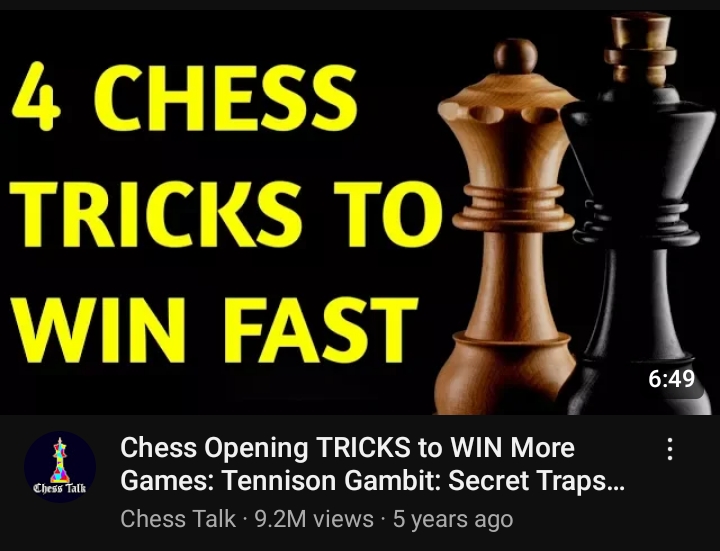 4 CHESS
TRICKS TO
WIN FAST
6:49
Chess Talk
Chess Opening TRICKS to WIN More
Games: Tennison Gambit: Secret Traps...
Chess Talk · 9.2M views · 5 years ago